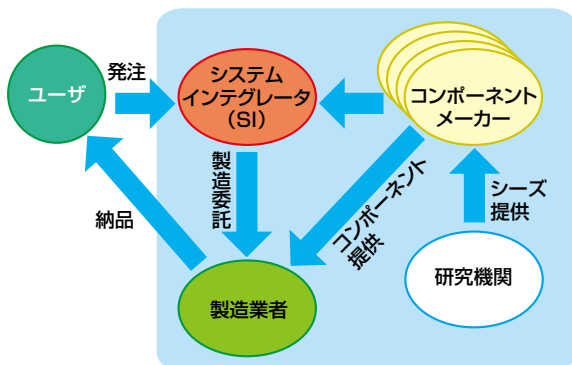 ユーザ
発注
システム
インテグレータ
(SI)
コンポーネント
メーカー
製造委託
コンポーネント
提供
シーズ
提供
納品
製造業者
研究機関